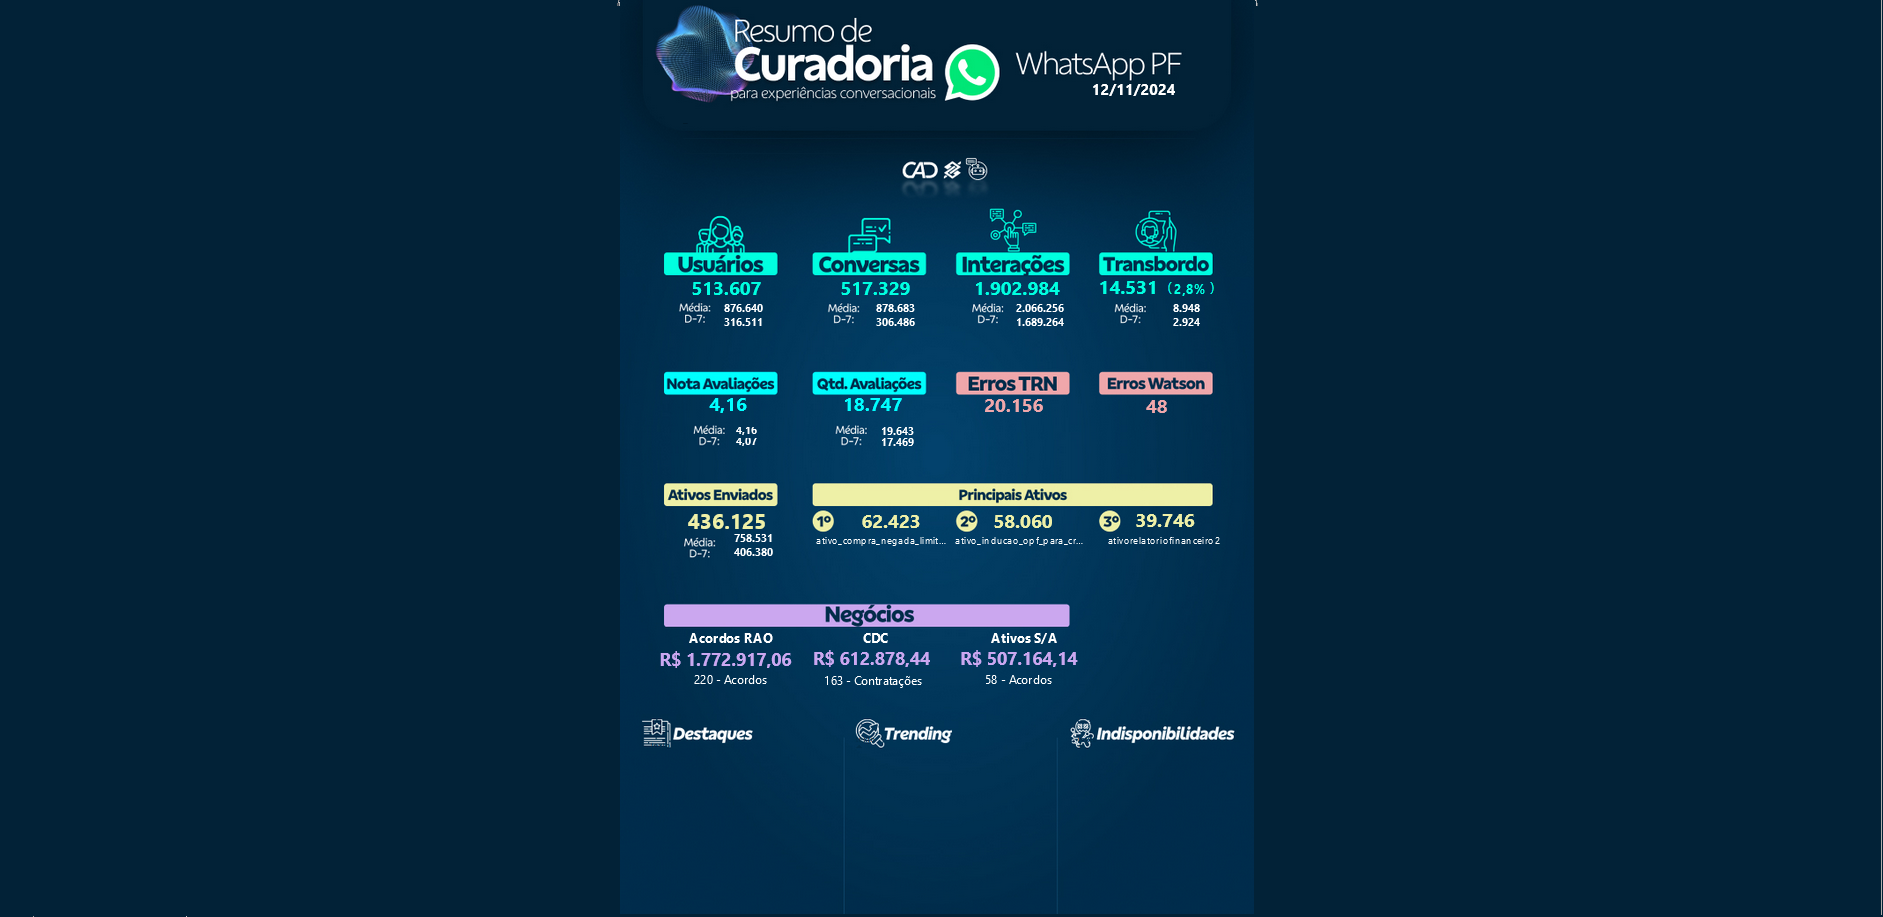 Resumo de
Curadoria
para experiências conversacionais
WhatsApp PF
12/11/2024
CAD
Usuários
513.607
Média: 876.640
D-7: 316.511
Conversas
517.329
Média: 878.683
D-7: 306.486
Interações
1.902.984
Média: 2.066.256
D-7: 1.689.264
Transbordo
14.531 (2,8% )
Média: 8.948
D-7: 2.924
Nota Avaliações
4,16
Média: 4,16
D-7: 4,07
Qtd. Avaliações
18.747
Média: 19.643
D-7: 17.469
Erros TRN
20.156
Erros Watson
48
Ativos Enviados
436.125
Média: 758.531
D-7: 406.380
Principais Ativos
1º 62.423
ativo_compra_negada_limit...
2º 58.060
ativo_inducao_opf_para_cr...
3º 39.746
ativorelatoriofinanceiro2
Negócios
Acordos RAO
R$ 1.772.917,06
220 - Acordos
CDC
R$ 612.878,44
163 - Contratações
Ativos S/A
R$ 507.164,14
58 - Acordos
Destaques
Trending
Indisponibilidades